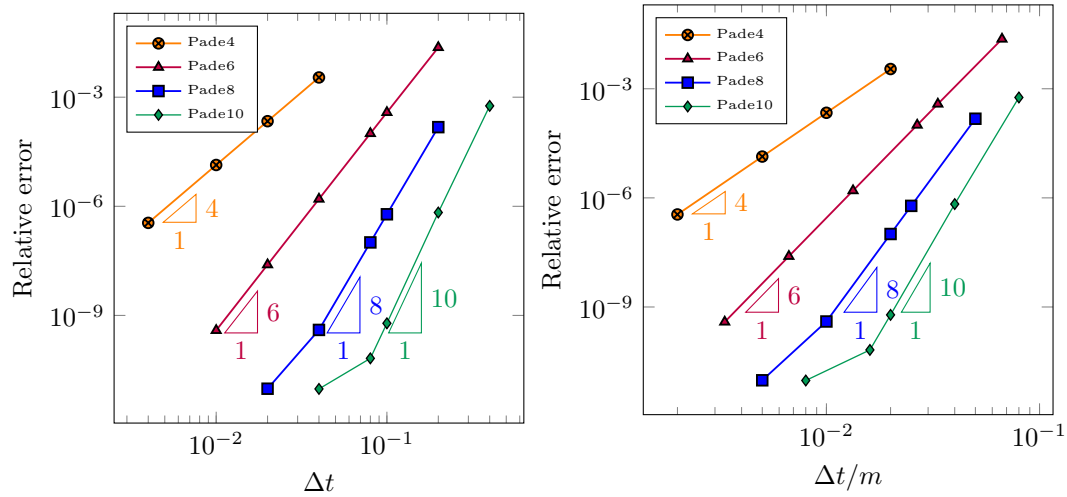 Pade4
Pade6
Pade8
Pade10
10^{-3}
10^{-6}
10^{-9}
10^{-2}
10^{-1}
Relative error
Δt
4
1
6
1
8
1
10
1
Pade4
Pade6
Pade8
Pade10
10^{-3}
10^{-6}
10^{-9}
10^{-2}
10^{-1}
Relative error
Δt/m
4
1
6
1
8
1
10
1